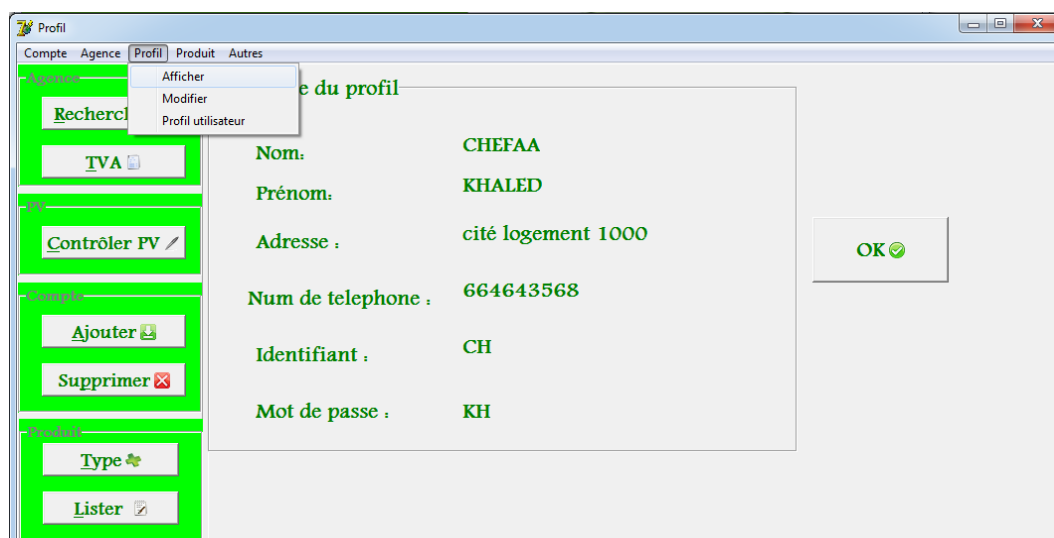 Profil
Compte Agence Profil Produit Autres
Afficher
Modifier
Profil utilisateur
Agence
Recherc
TVA
PV
Contrôler PV
Compte
Ajouter
Supprimer
Produit
Type
Lister
e du profil
Nom: CHEFAA
Prénom: KHALED
Adresse : cité logement 1000
Num de telephone : 664643568
Identifiant : CH
Mot de passe : KH
OK